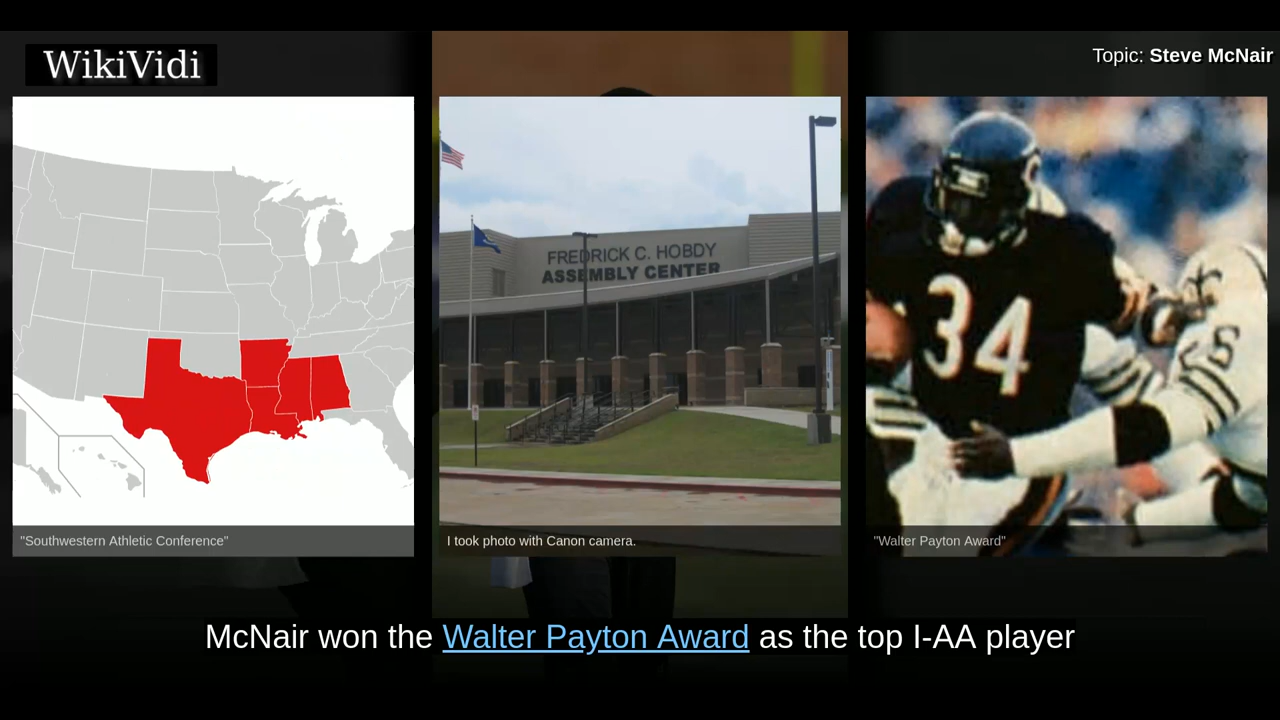 WikiVidi
Topic: Steve McNair
FREDRICK C. HOBDY
ASSEMBLY CENTER
34
"Southwestern Athletic Conference"
I took photo with Canon camera.
"Walter Payton Award"
McNair won the Walter Payton Award as the top I-AA player